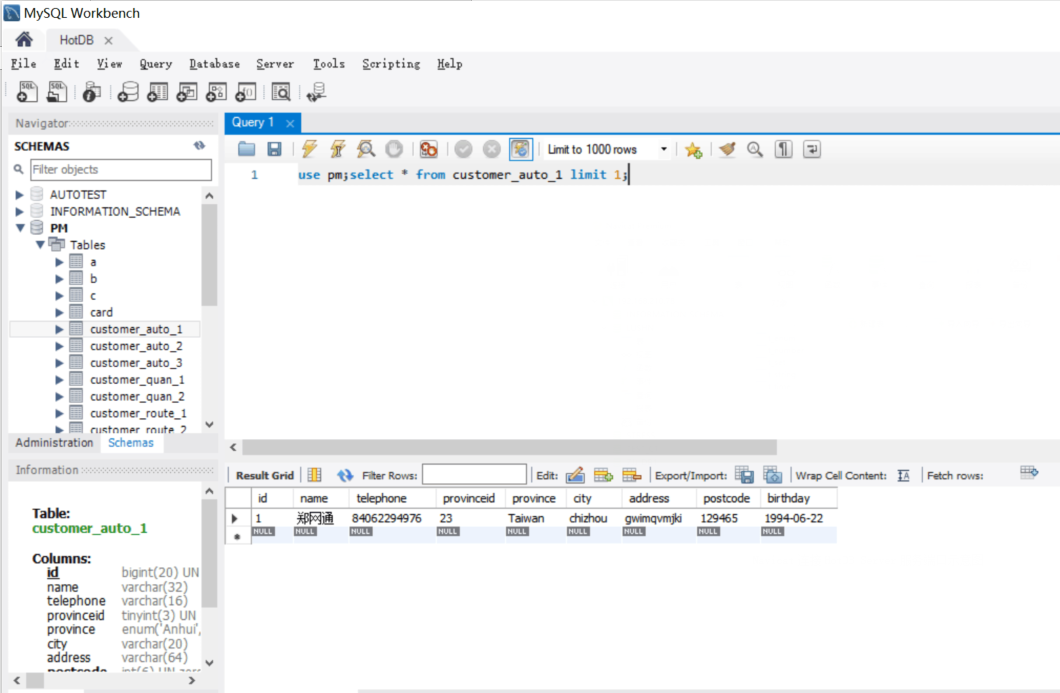 MySQL Workbench
HotDB
File Edit View Query Database Server Tools Scripting Help
Navigator
SCHEMAS
Filter objects
AUTOTEST
INFORMATION_SCHEMA
PM
Tables
a
b
c
card
customer_auto_1
customer_auto_2
customer_auto_3
customer_quan_1
customer_quan_2
customer_route_1
customer_route_2
Administration Schemas
Information
Table:
customer_auto_1
Columns:
id bigint(20) UN
name varchar(32)
telephone varchar(16)
provinceid tinyint(3) UN
province enum('Anhui',
city varchar(20)
address varchar(64)
postcode int(6) UN zero
Query 1
Limit to 1000 rows
1 use pm;select * from customer_auto_1 limit 1;
Result Grid Filter Rows: Edit: Export/Import: Wrap Cell Content: Fetch rows:
id name telephone provinceid province city address postcode birthday
1 郑网通 84062294976 23 Taiwan chizhou gwimqvmjki 129465 1994-06-22
NULL NULL NULL NULL NULL NULL NULL NULL NULL